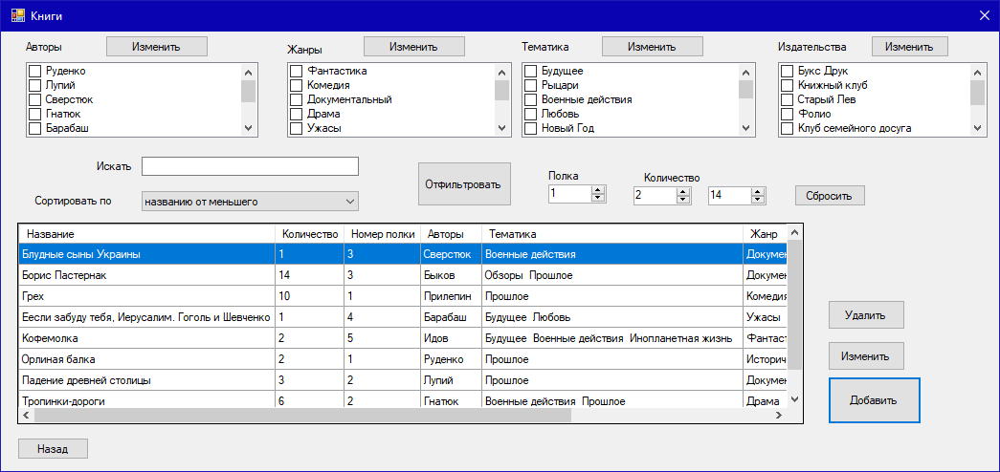 Книги
Авторы Изменить Жанры Изменить Тематика Изменить Издательства Изменить
Руденко Фантастика Будущее Букс Друк
Лупий Комедия Рыцари Книжный клуб
Сверстюк Документальный Военные действия Старый Лев
Гнатюк Драма Любовь Фолио
Барабаш Ужасы Новый Год Клуб семейного досуга
Искать Отфильтровать Полка Количество
1 2 14 Сбросить
Сортировать по названию от меньшего
Название Количество Номер полки Авторы Тематика Жанр
Блудные сыны Украины 1 3 Сверстюк Военные действия Докумен
Борис Пастернак 14 3 Быков Обзоры Прошлое Докумен
Грех 10 1 Прилепин Прошлое Комедия
Еесли забуду тебя, Иерусалим. Гоголь и Шевченко 1 4 Барабаш Будущее Любовь Ужасы
Кофемолка 2 5 Идов Будущее Военные действия Инопланетная жизнь Фантаст
Орлиная балка 2 1 Руденко Прошлое Историч
Падение древней столицы 3 2 Лупий Прошлое Докумен
Тропинки-дороги 6 2 Гнатюк Военные действия Прошлое Драма
Удалить
Изменить
Добавить
Назад